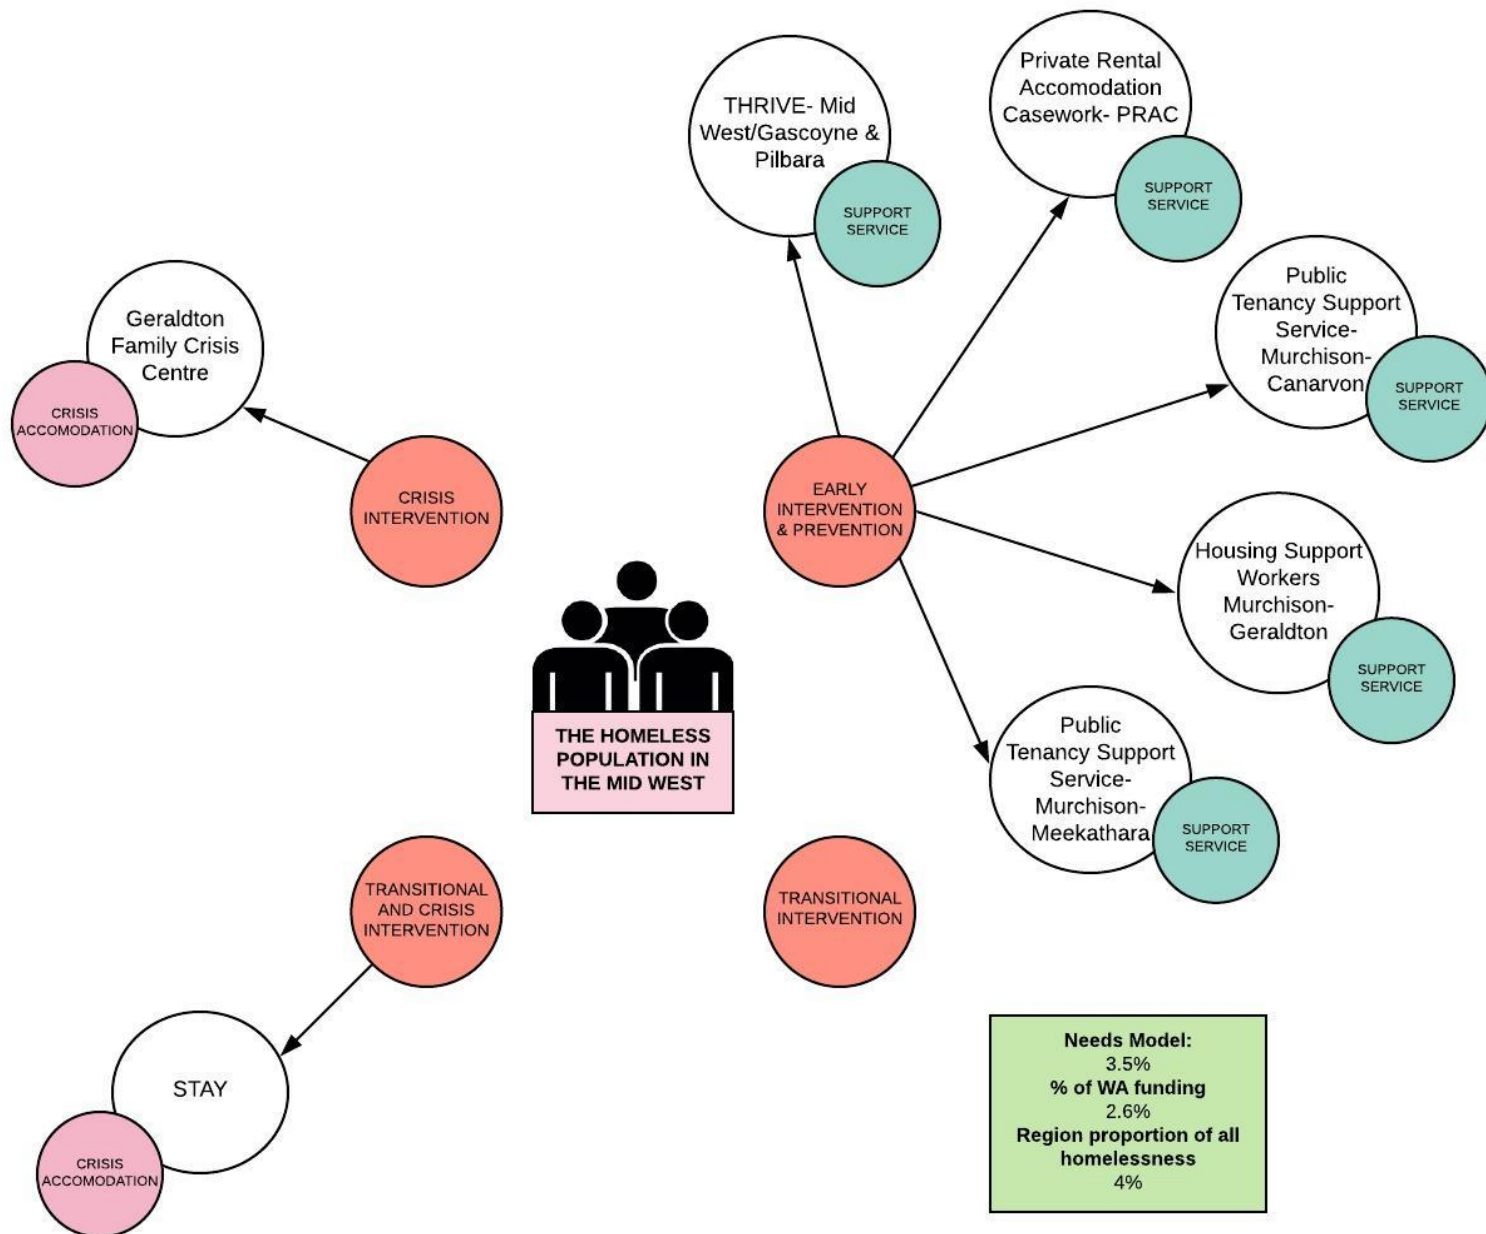 THRIVE- Mid
West/Gascoyne &
Pilbara
SUPPORT
SERVICE
Private Rental
Accomodation
Casework- PRAC
SUPPORT
SERVICE
Public
Tenancy Support
Service-
Murchison-
Canarvon
SUPPORT
SERVICE
Geraldton
Family Crisis
Centre
CRISIS
ACCOMODATION
CRISIS
INTERVENTION
EARLY
INTERVENTION
& PREVENTION
Housing Support
Workers
Murchison-
Geraldton
SUPPORT
SERVICE
THE HOMELESS
POPULATION IN
THE MID WEST
Public
Tenancy Support
Service-
Murchison-
Meekathara
SUPPORT
SERVICE
TRANSITIONAL
AND CRISIS
INTERVENTION
TRANSITIONAL
INTERVENTION
STAY
CRISIS
ACCOMODATION
Needs Model:
3.5%
% of WA funding
2.6%
Region proportion of all
homelessness
4%